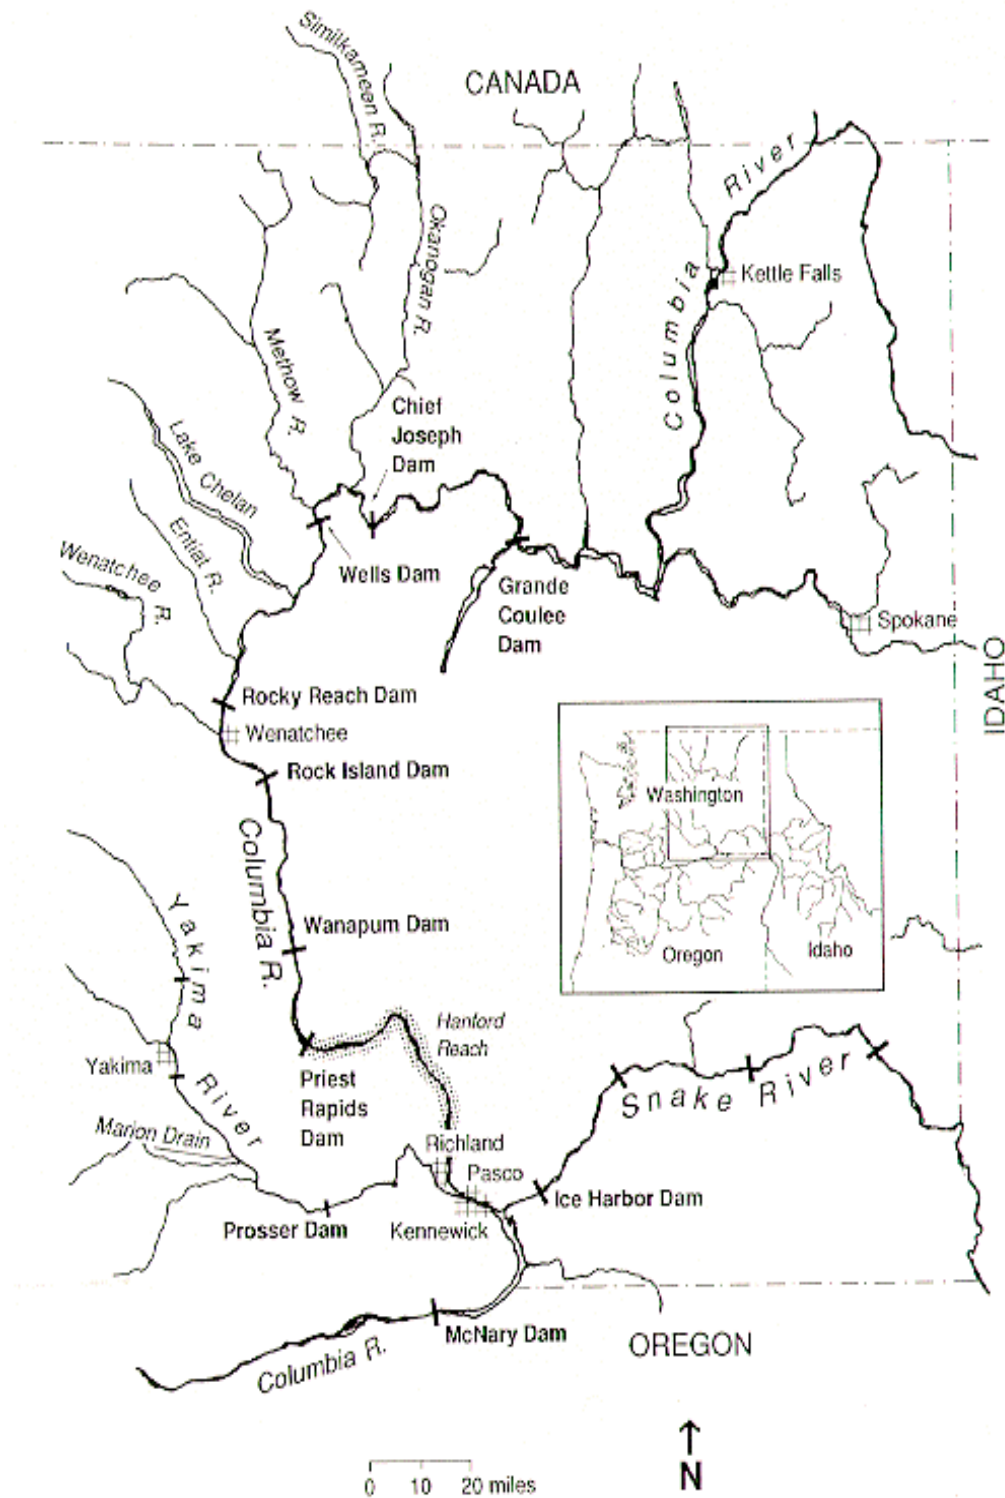 Similkameen R.
CANADA
River
Okanogan R.
Kettle Falls
Columbia
Methow R.
Chief
Joseph
Dam
Lake Chelan
Entiat R.
Wenatchee R.
Wells Dam
Grande
Coulee
Dam
Spokane
IDAHO
Rocky Reach Dam
Wenatchee
Rock Island Dam
Washington
Oregon
Idaho
Columbia R.
Wanapum Dam
Yakima River
Hanford
Reach
Yakima
Priest
Rapids
Dam
Snake River
Marion Drain
Richland
Pasco
Ice Harbor Dam
Prosser Dam
Kennewick
McNary Dam
OREGON
Columbia R.
N
0 10 20 miles